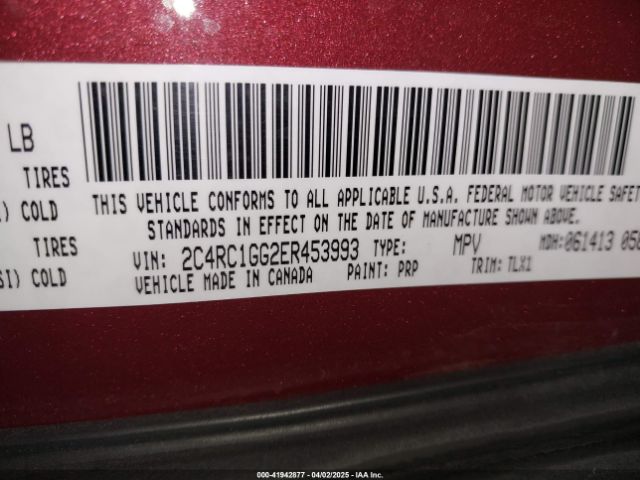 LB
TIRES
COLD
TIRES
SI) COLD
THIS VEHICLE CONFORMS TO ALL APPLICABLE U.S.A. FEDERAL MOTOR VEHICLE SAFET
STANDARDS IN EFFECT ON THE DATE OF MANUFACTURE SHOWN ABOVE.
VIN: 2C4RC1GG2ER453993 TYPE: MPV MDH:061413 05
VEHICLE MADE IN CANADA PAINT: PRP TRIM: TLX1
000-41942677 04/02/2025 IAA Inc.